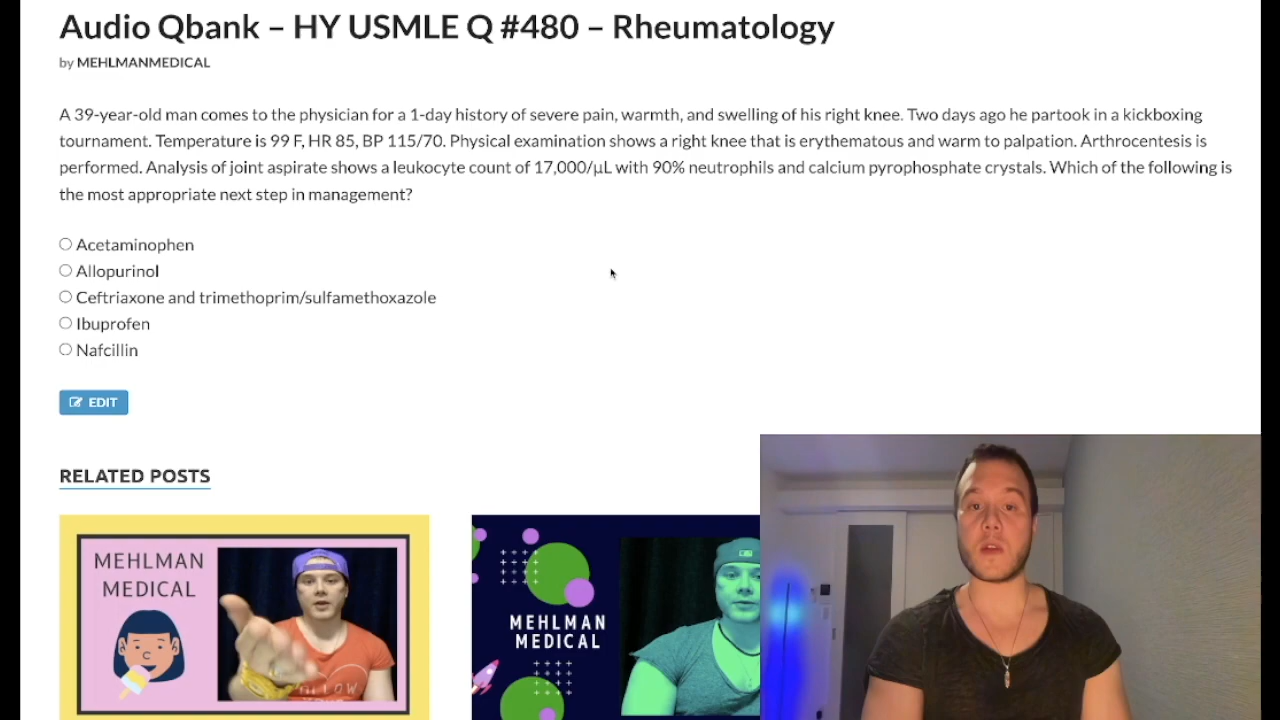 Audio Qbank – HY USMLE Q #480 – Rheumatology
by MEHLMANMEDICAL
A 39-year-old man comes to the physician for a 1-day history of severe pain, warmth, and swelling of his right knee. Two days ago he partook in a kickboxing
tournament. Temperature is 99 F, HR 85, BP 115/70. Physical examination shows a right knee that is erythematous and warm to palpation. Arthrocentesis is
performed. Analysis of joint aspirate shows a leukocyte count of 17,000/μL with 90% neutrophils and calcium pyrophosphate crystals. Which of the following is
the most appropriate next step in management?
Acetaminophen
Allopurinol
Ceftriaxone and trimethoprim/sulfamethoxazole
Ibuprofen
Nafcillin
EDIT
RELATED POSTS
MEHLMAN
MEDICAL
MEHLMAN
MEDICAL